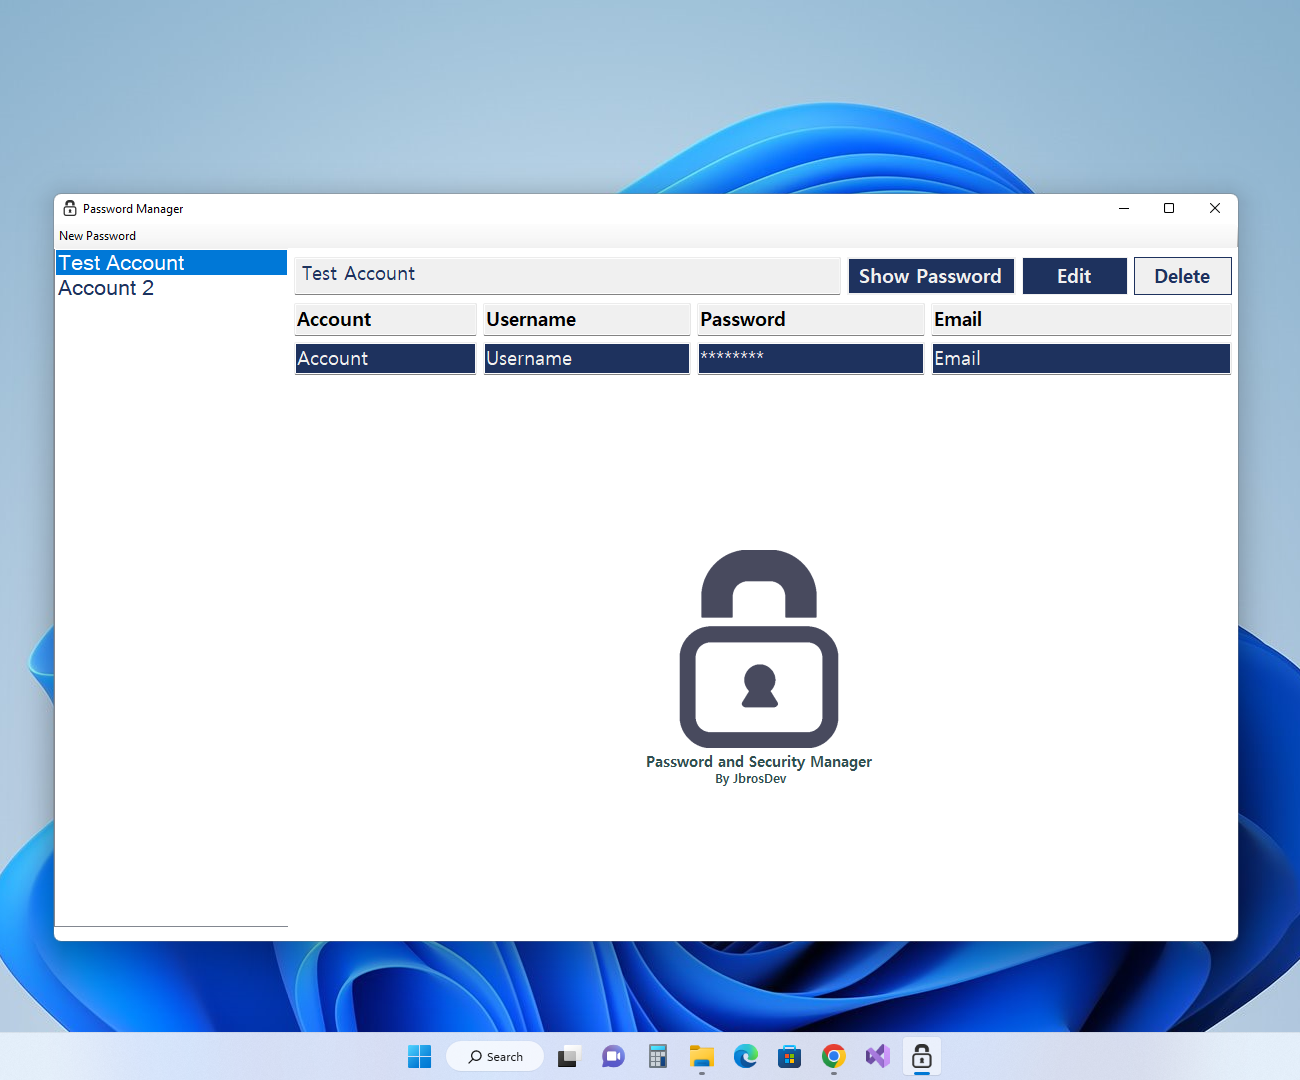 Password Manager
New Password
Test Account
Account 2
Test Account
Show Password
Edit
Delete
Account Username Password Email
Account Username ******** Email
Password and Security Manager
By JbrosDev
Search